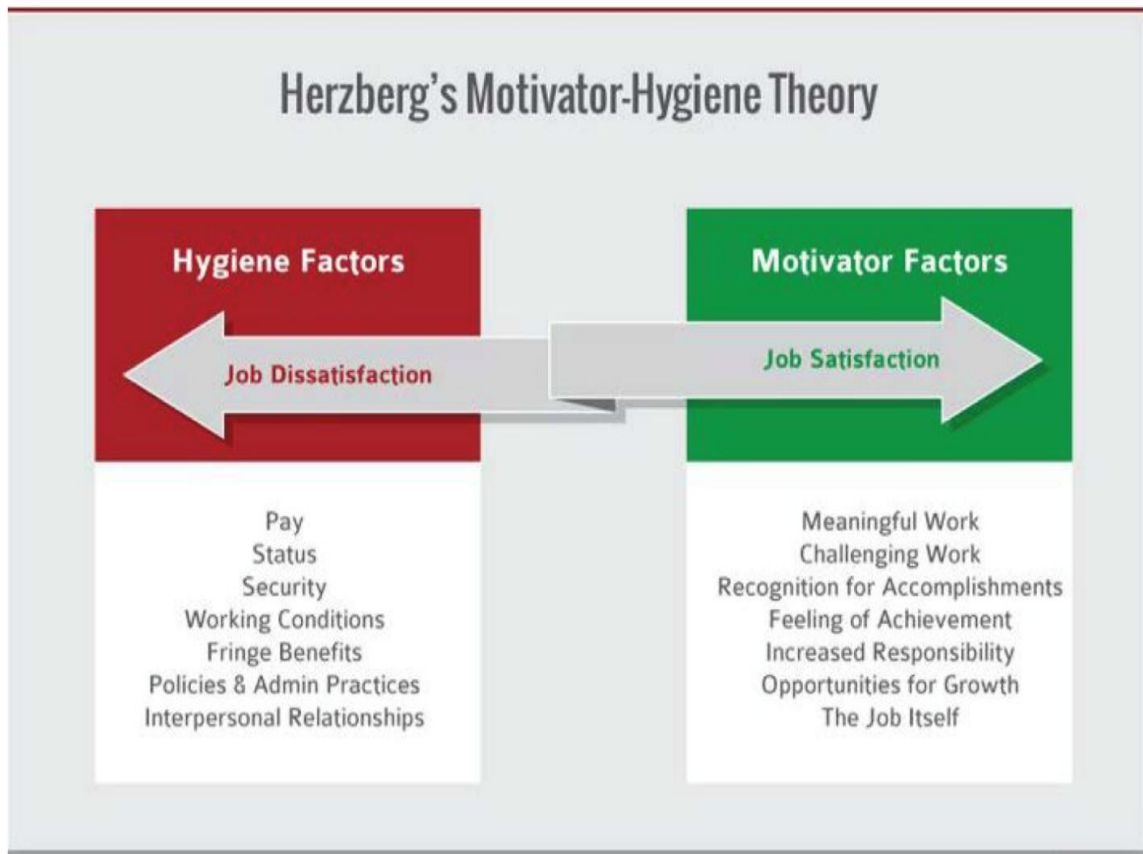 Herzberg's Motivator-Hygiene Theory
Hygiene Factors
Job Dissatisfaction
Pay
Status
Security
Working Conditions
Fringe Benefits
Policies & Admin Practices
Interpersonal Relationships
Motivator Factors
Job Satisfaction
Meaningful Work
Challenging Work
Recognition for Accomplishments
Feeling of Achievement
Increased Responsibility
Opportunities for Growth
The Job Itself